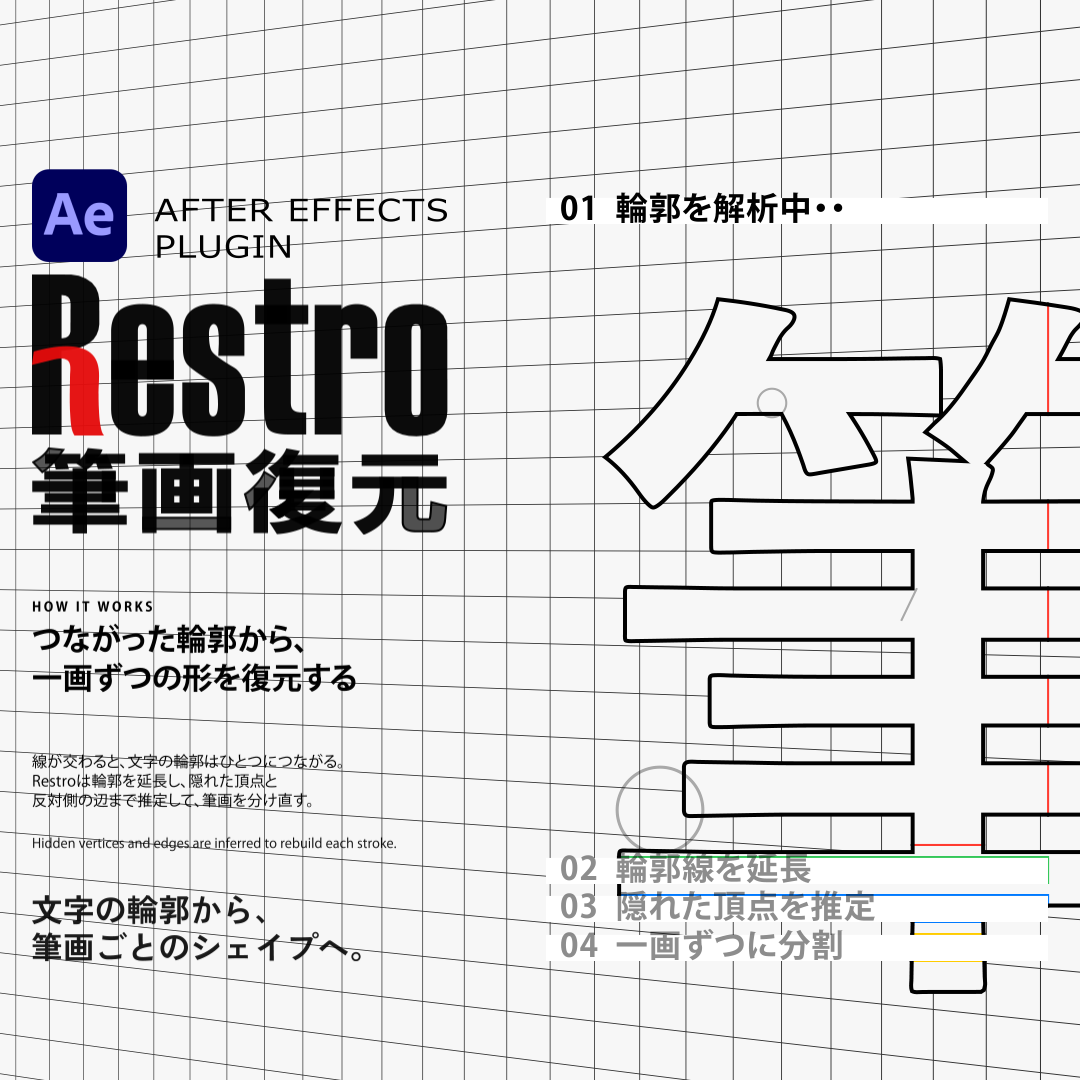 Ae
AFTER EFFECTS
PLUGIN
Restro
筆画復元
HOW IT WORKS
つながった輪郭から、
一画ずつの形を復元する
線が交わると、文字の輪郭はひとつにつながる。
Restroは輪郭を延長し、隠れた頂点と
反対側の辺まで推定して、筆画を分け直す。
Hidden vertices and edges are inferred to rebuild each stroke.
文字の輪郭から、
筆画ごとのシェイプへ。
01 輪郭を解析中・・
筆
02 輪郭線を延長
03 隠れた頂点を推定
04 一画ずつに分割